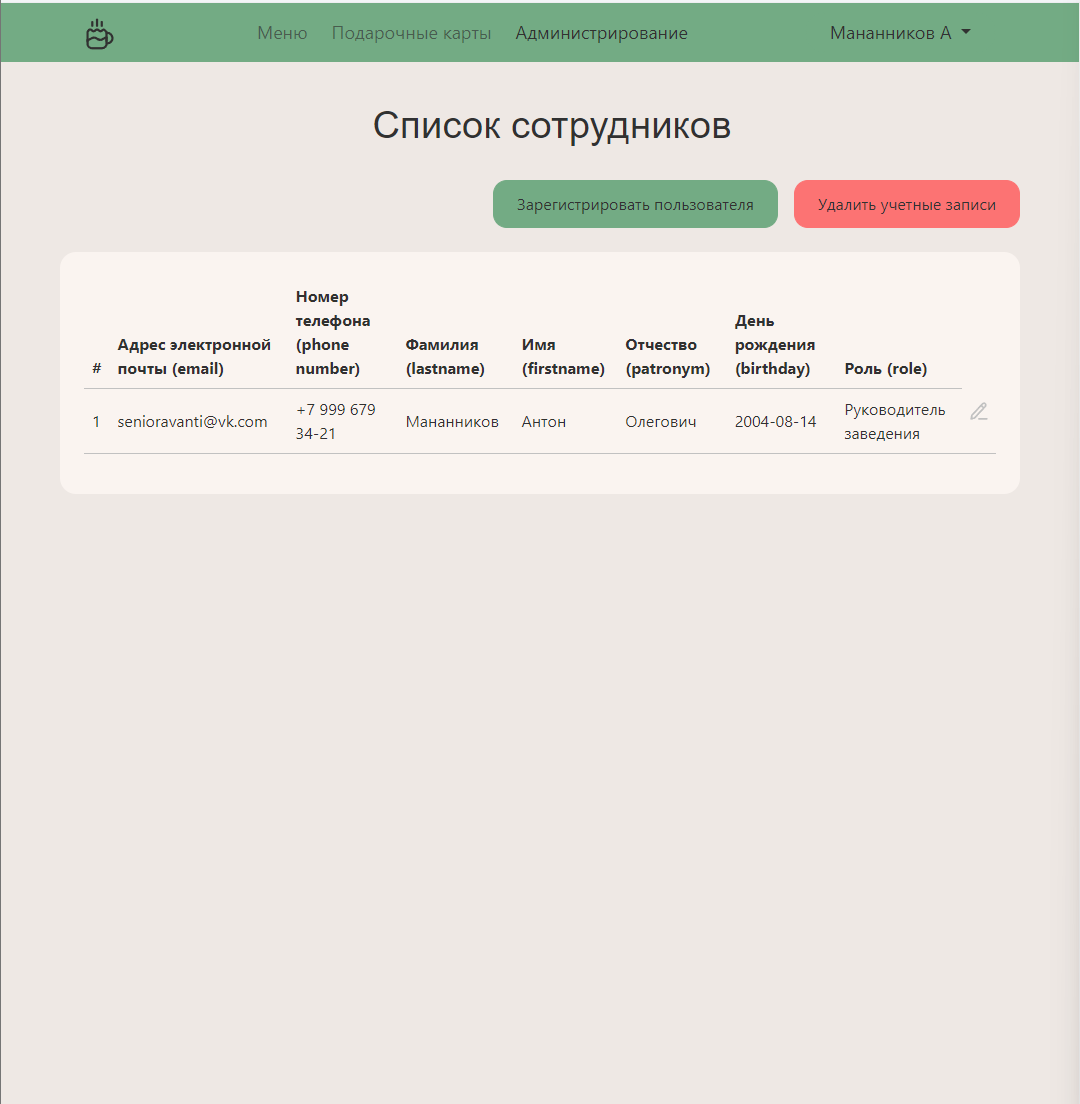 Меню Подарочные карты Администрирование Мананников А
Список сотрудников
Зарегистрировать пользователя Удалить учетные записи
# Адрес электронной почты (email) Номер телефона (phone number) Фамилия (lastname) Имя (firstname) Отчество (patronym) День рождения (birthday) Роль (role)
1 senioravanti@vk.com +7 999 679 34-21 Мананников Антон Олегович 2004-08-14 Руководитель заведения